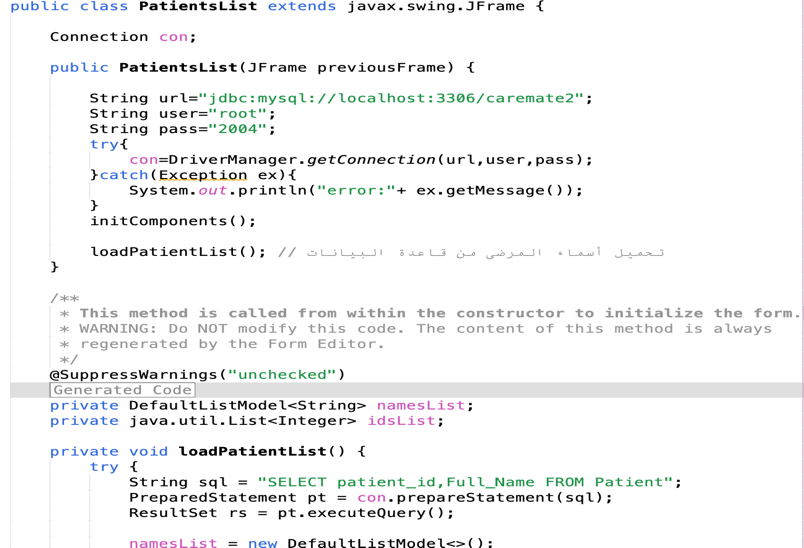 public class PatientsList extends javax.swing.JFrame {
Connection con;
public PatientsList(JFrame previousFrame) {
String url="jdbc:mysql://localhost:3306/caremate2";
String user="root";
String pass="2004";
try{
con=DriverManager.getConnection(url,user,pass);
}catch(Exception ex){
System.out.println("error:"+ ex.getMessage());
}
initComponents();
loadPatientList(); // تحميل أسماء المرضى من قاعدة البيانات
}
/**
* This method is called from within the constructor to initialize the form.
* WARNING: Do NOT modify this code. The content of this method is always
* regenerated by the Form Editor.
*/
@SuppressWarnings("unchecked")
Generated Code
private DefaultListModel<String> namesList;
private java.util.List<Integer> idsList;
private void loadPatientList() {
try {
String sql = "SELECT patient_id,Full_Name FROM Patient";
PreparedStatement pt = con.prepareStatement(sql);
ResultSet rs = pt.executeQuery();
namesList = new DefaultListModel<>();